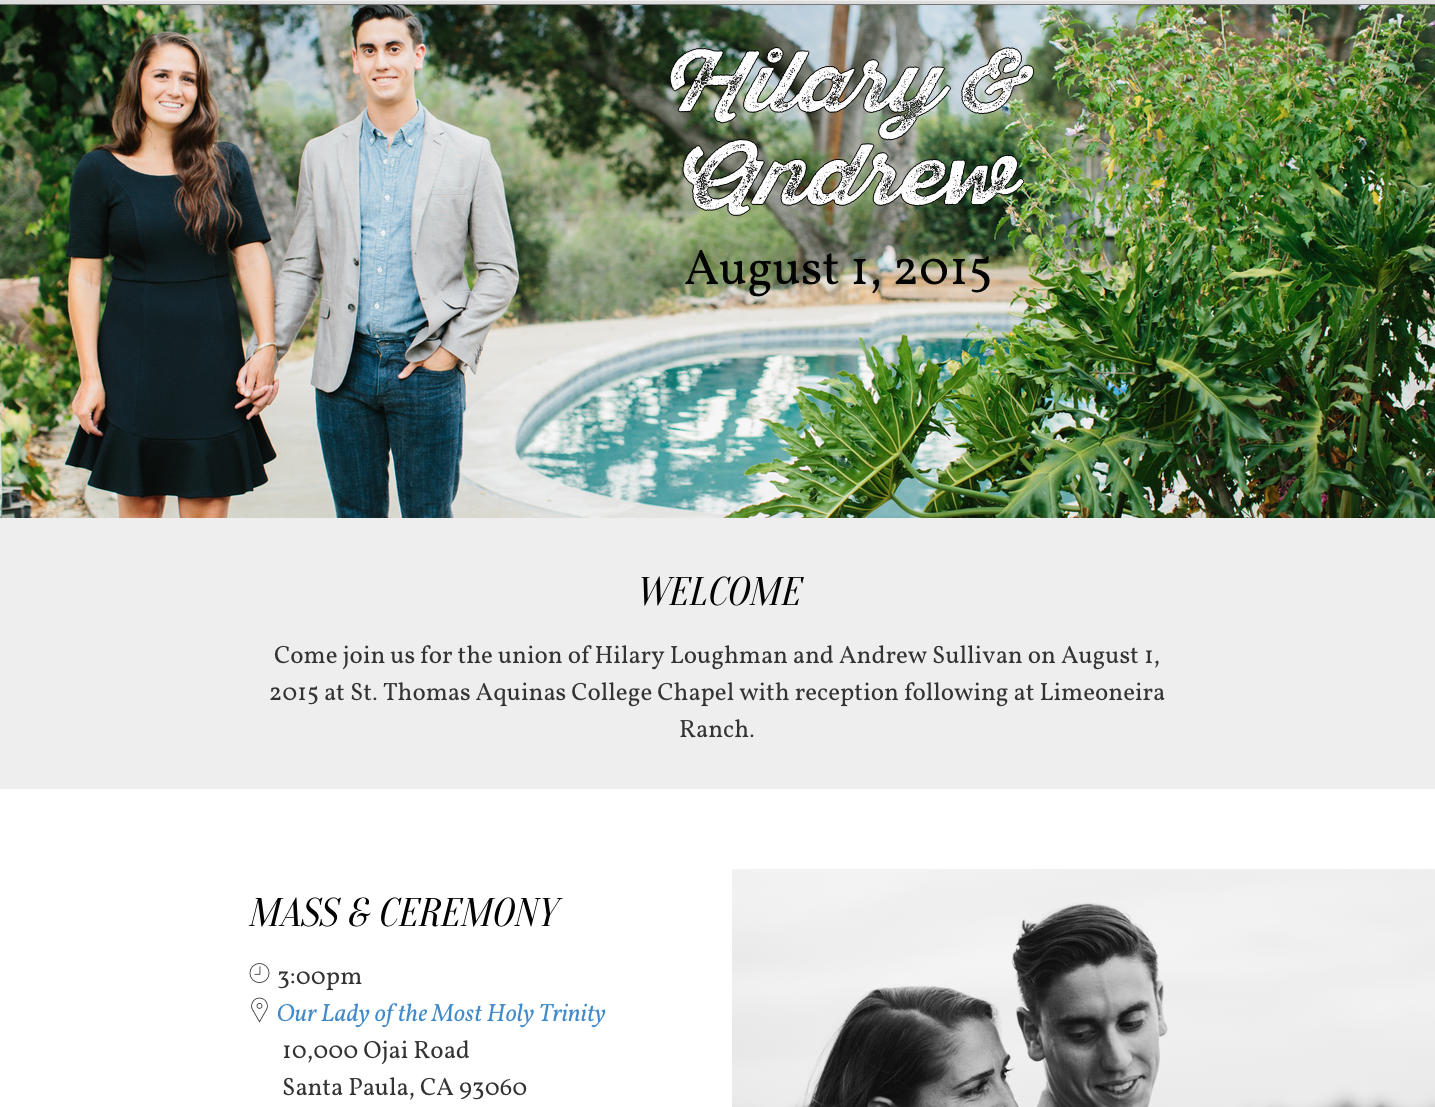 Hilary &
Andrew
August 1, 2015
WELCOME
Come join us for the union of Hilary Loughman and Andrew Sullivan on August 1,
2015 at St. Thomas Aquinas College Chapel with reception following at Limeoneira
Ranch.
MASS & CEREMONY
3:00pm
Our Lady of the Most Holy Trinity
10,000 Ojai Road
Santa Paula, CA 93060